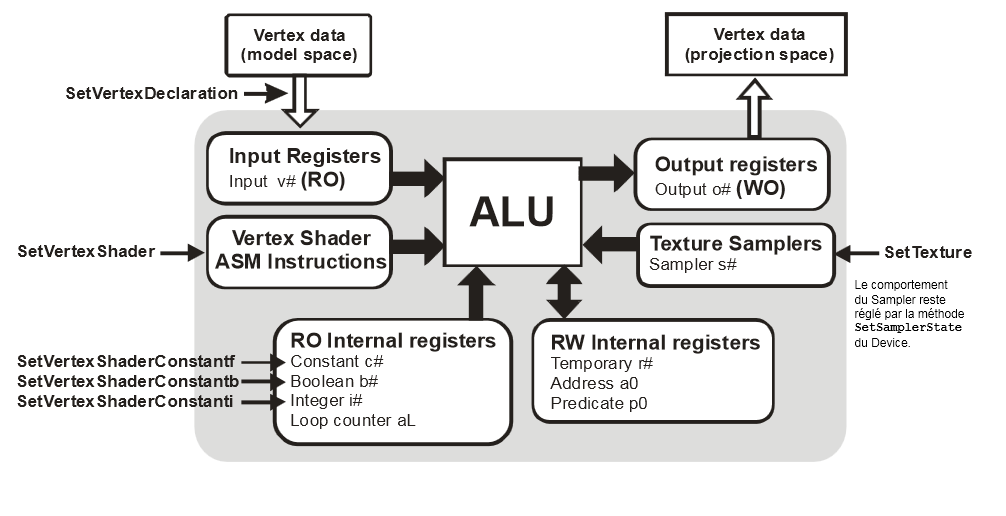 Vertex data
(model space)
Vertex data
(projection space)
SetVertexDeclaration
Input Registers
Input v# (RO)
ALU
Output registers
Output o# (WO)
SetVertexShader
Vertex Shader
ASM Instructions
Texture Samplers
Sampler s#
SetTexture
Le comportement
du Sampler reste
réglé par la méthode
SetSamplerState
du Device.
RO Internal registers
Constant c#
Boolean b#
Integer i#
Loop counter aL
SetVertexShaderConstantf
SetVertexShaderConstantb
SetVertexShaderConstanti
RW Internal registers
Temporary r#
Address a0
Predicate p0